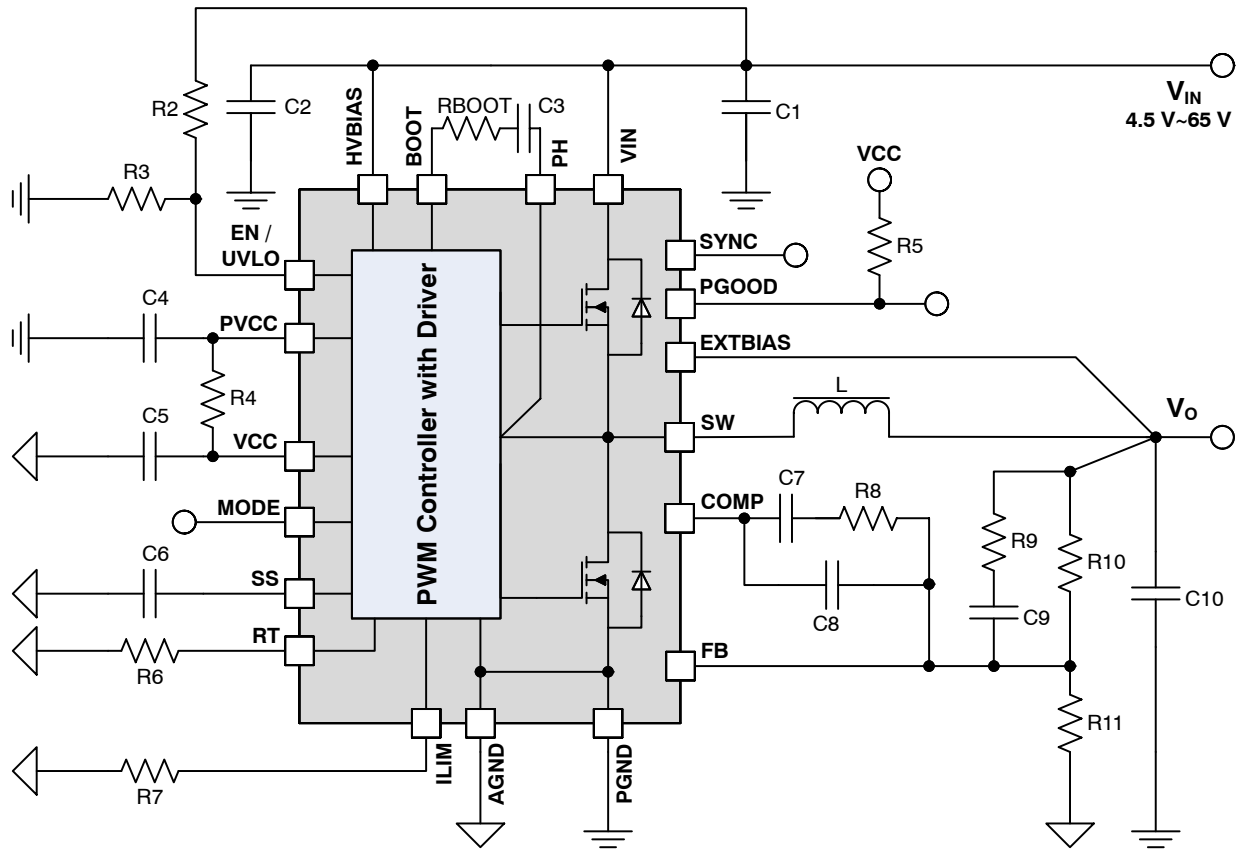 R2
C2
HVBIAS
BOOT
RBOOT
C3
PH
VIN
C1
VIN
4.5 V~65 V
R3
VCC
EN /
UVLO
SYNC
R5
PGOOD
C4
PVCC
EXTBIAS
R4
PWM Controller with Driver
L
VO
C5
VCC
SW
MODE
COMP
C7
R8
C6
SS
R9
R10
C8
C9
C10
RT
R6
FB
R11
R7
ILIM
AGND
PGND